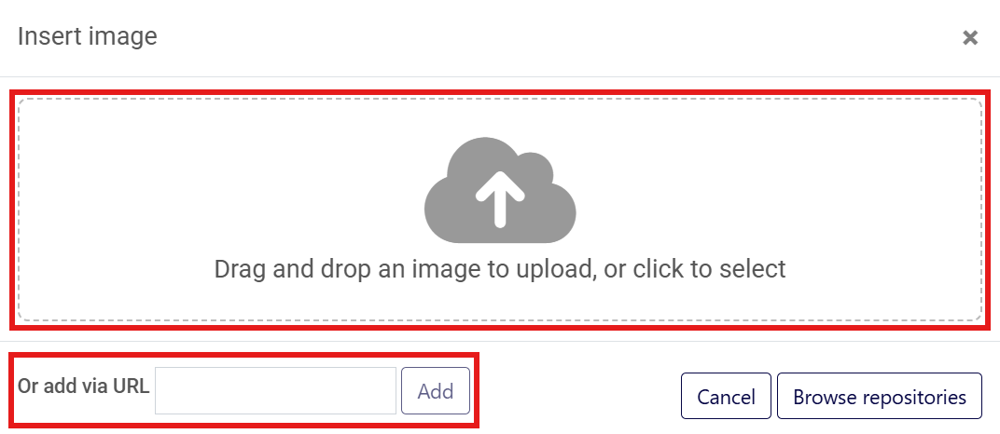 Insert image
Drag and drop an image to upload, or click to select
Or add via URL
Add
Cancel
Browse repositories